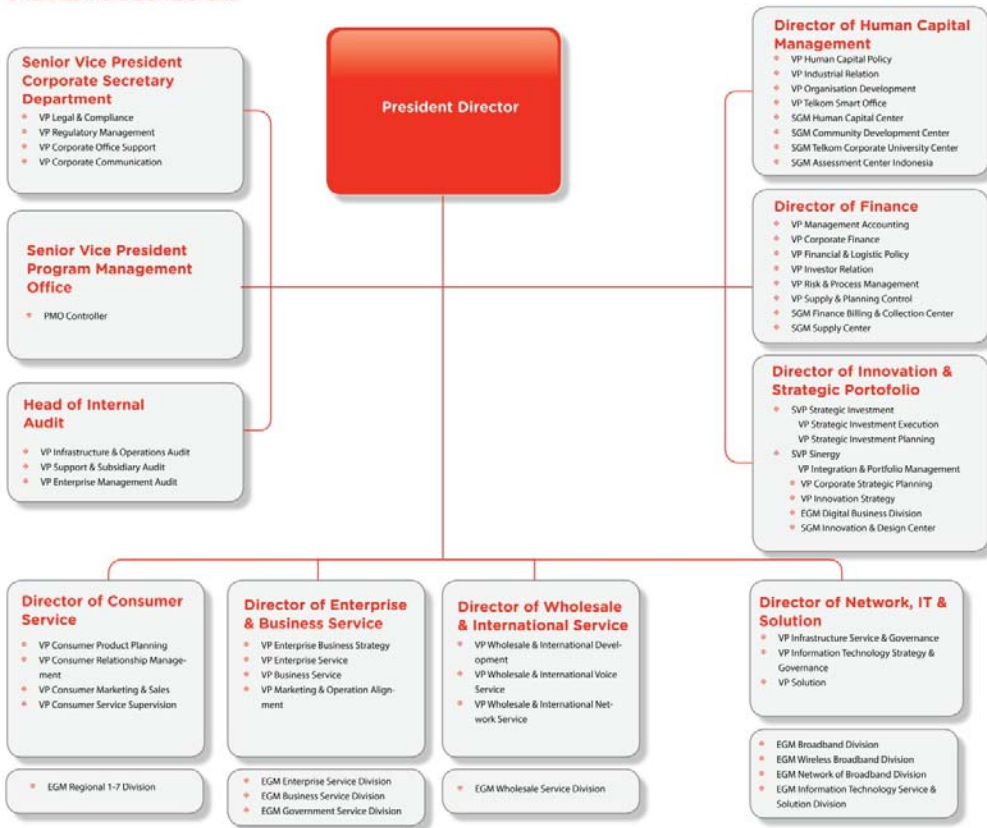 Senior Vice President
Corporate Secretary
Department
VP Legal & Compliance
VP Regulatory Management
VP Corporate Office Support
VP Corporate Communication
Senior Vice President
Program Management
Office
PMO Controller
Head of Internal
Audit
VP Infrastructure & Operations Audit
VP Support & Subsidiary Audit
VP Enterprise Management Audit
President Director
Director of Human Capital
Management
VP Human Capital Policy
VP Industrial Relation
VP Organisation Development
VP Telkom Smart Office
SGM Human Capital Center
SGM Community Development Center
SGM Telkom Corporate University Center
SGM Assessment Center Indonesia
Director of Finance
VP Management Accounting
VP Corporate Finance
VP Financial & Logistic Policy
VP Investor Relation
VP Risk & Process Management
VP Supply & Planning Control
SGM Finance Billing & Collection Center
SGM Supply Center
Director of Innovation &
Strategic Portofolio
SVP Strategic Investment
VP Strategic Investment Execution
VP Strategic Investment Planning
SVP Sinergy
VP Integration & Portfolio Management
VP Corporate Strategic Planning
VP Innovation Strategy
EGM Digital Business Division
SGM Innovation & Design Center
Director of Consumer
Service
VP Consumer Product Planning
VP Consumer Relationship Manage-
ment
VP Consumer Marketing & Sales
VP Consumer Service Supervision
EGM Regional 1-7 Division
Director of Enterprise
& Business Service
VP Enterprise Business Strategy
VP Enterprise Service
VP Business Service
VP Marketing & Operation Align-
ment
EGM Enterprise Service Division
EGM Business Service Division
EGM Government Service Division
Director of Wholesale
& International Service
VP Wholesale & International Devel-
opment
VP Wholesale & International Voice
Service
VP Wholesale & International Net-
work Service
EGM Wholesale Service Division
Director of Network, IT &
Solution
VP Infrastructure Service & Governance
VP Information Technology Strategy &
Governance
VP Solution
EGM Broadband Division
EGM Wireless Broadband Division
EGM Network of Broadband Division
EGM Information Technology Service &
Solution Division